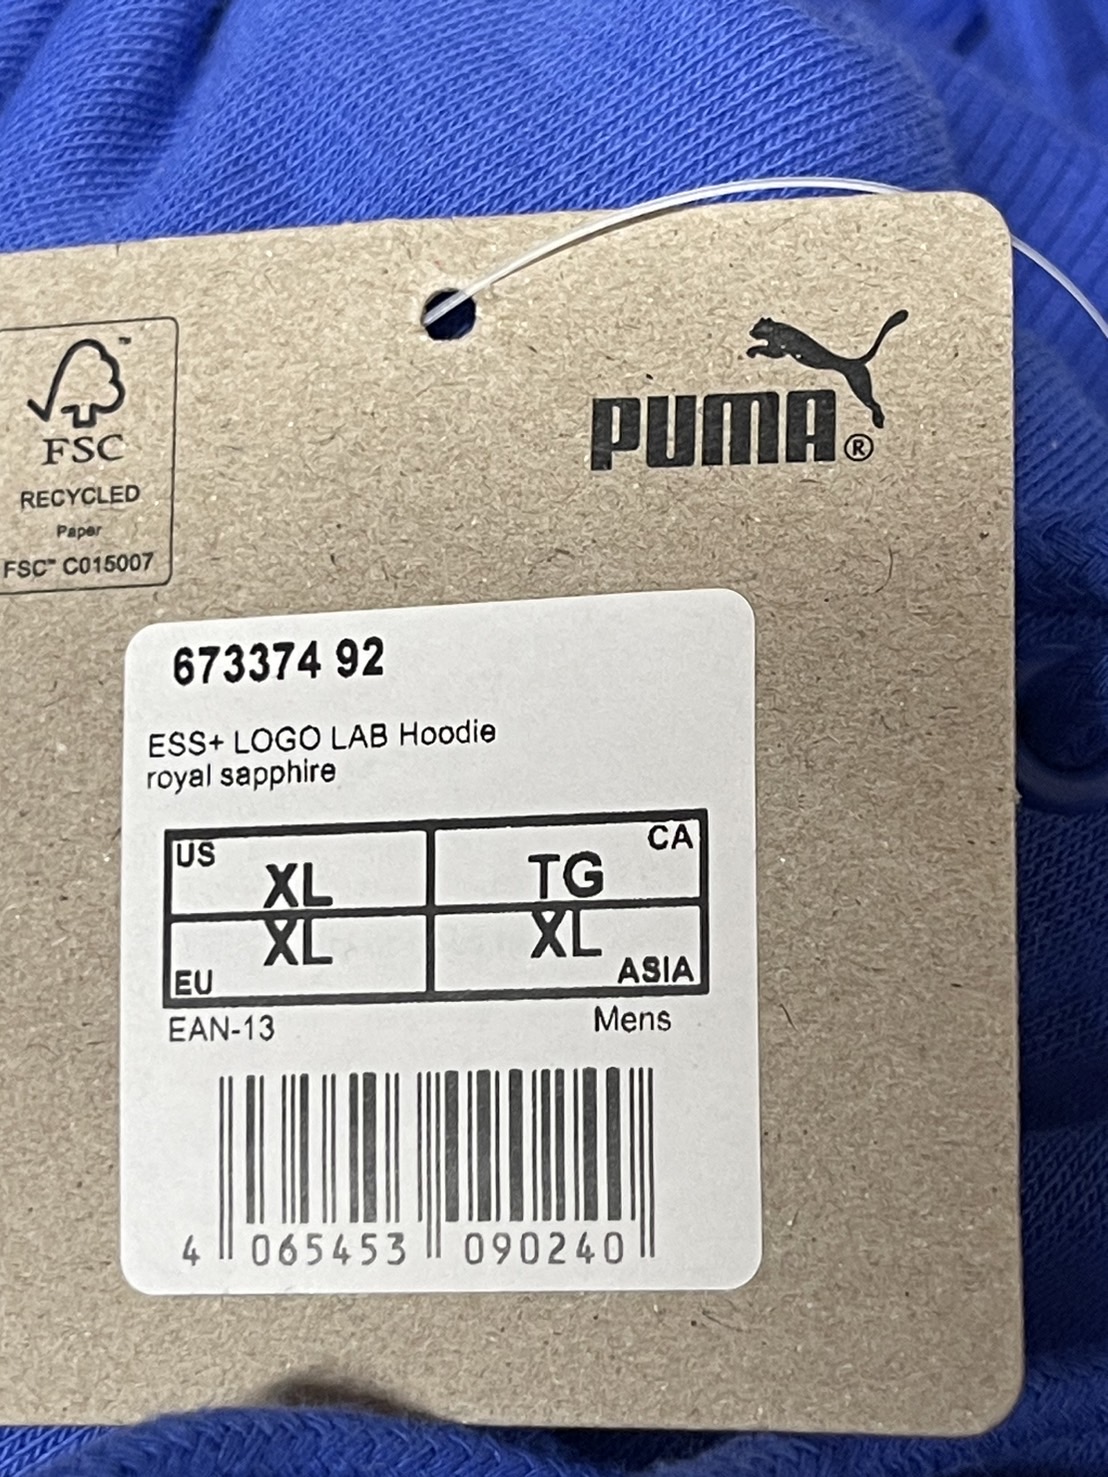 FSC™
RECYCLED
Paper
FSC™ C015007
PUMA®
673374 92
ESS+ LOGO LAB Hoodie
royal sapphire
US XL
TG CA
EU XL
XL ASIA
EAN-13 Mens
4 065453 090240